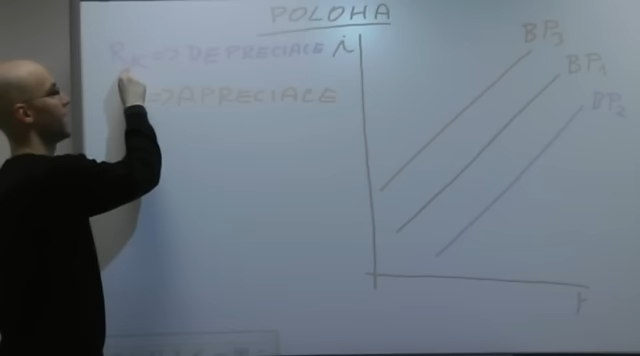 POLOHA
=> DEPRECIACE
=> APRECIACE
i
BP3
BP1
BP2